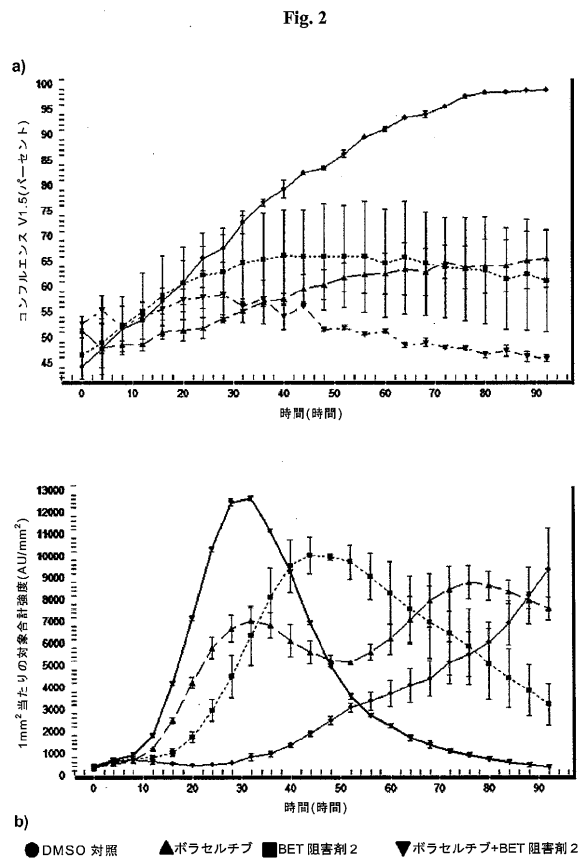 Fig. 2
a)
コンフルエンス V1.5(パーセント)
100
95
90
85
80
75
70
65
60
55
50
45
0 10 20 30 40 50 60 70 80 90
時間(時間)
1mm²当たりの対象合計強度(AU/mm²)
13000
12000
11000
10000
9000
8000
7000
6000
5000
4000
3000
2000
1000
0
0 10 20 30 40 50 60 70 80 90
時間(時間)
b)
●DMSO 対照 ▲ボラセルチブ ■BET 阻害剤 2 ▼ボラセルチブ+BET 阻害剤 2